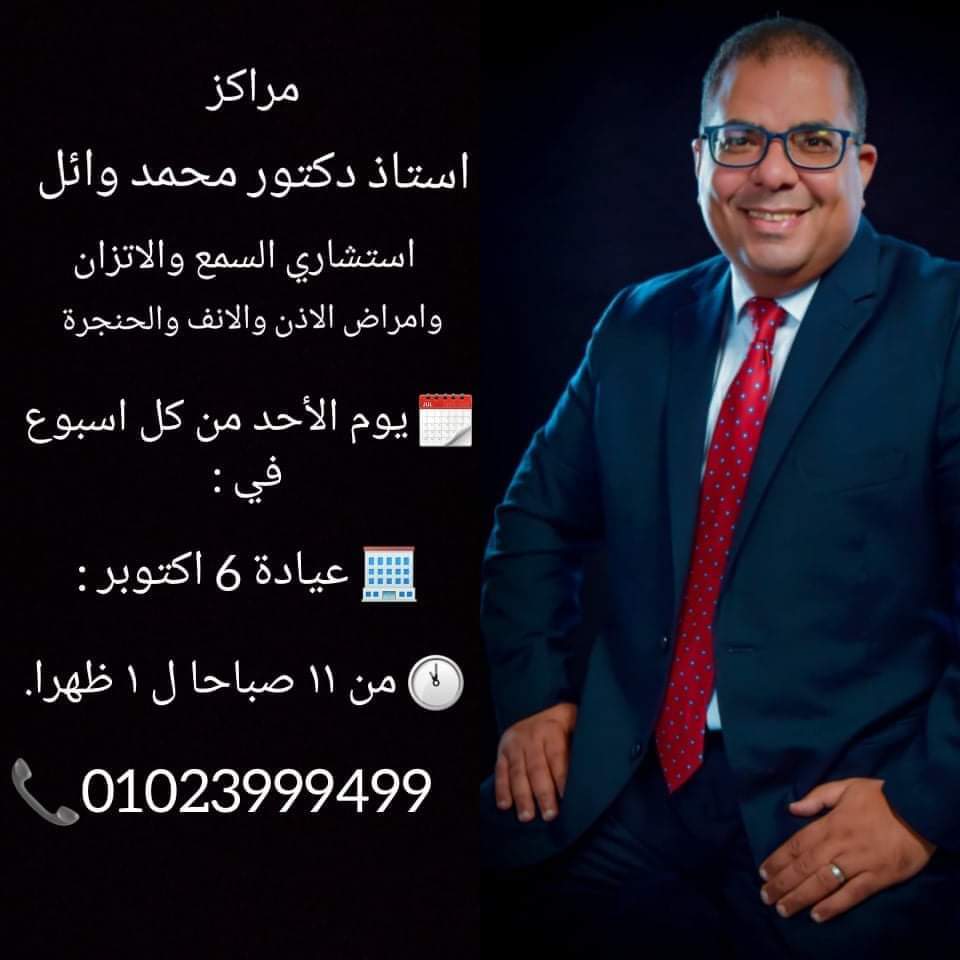 مراكز
استاذ دكتور محمد وائل
استشاري السمع والاتزان
وامراض الاذن والانف والحنجرة
يوم الأحد من كل اسبوع
في :
عيادة 6 اكتوبر :
من ١١ صباحا ل ١ ظهرا.
01023999499